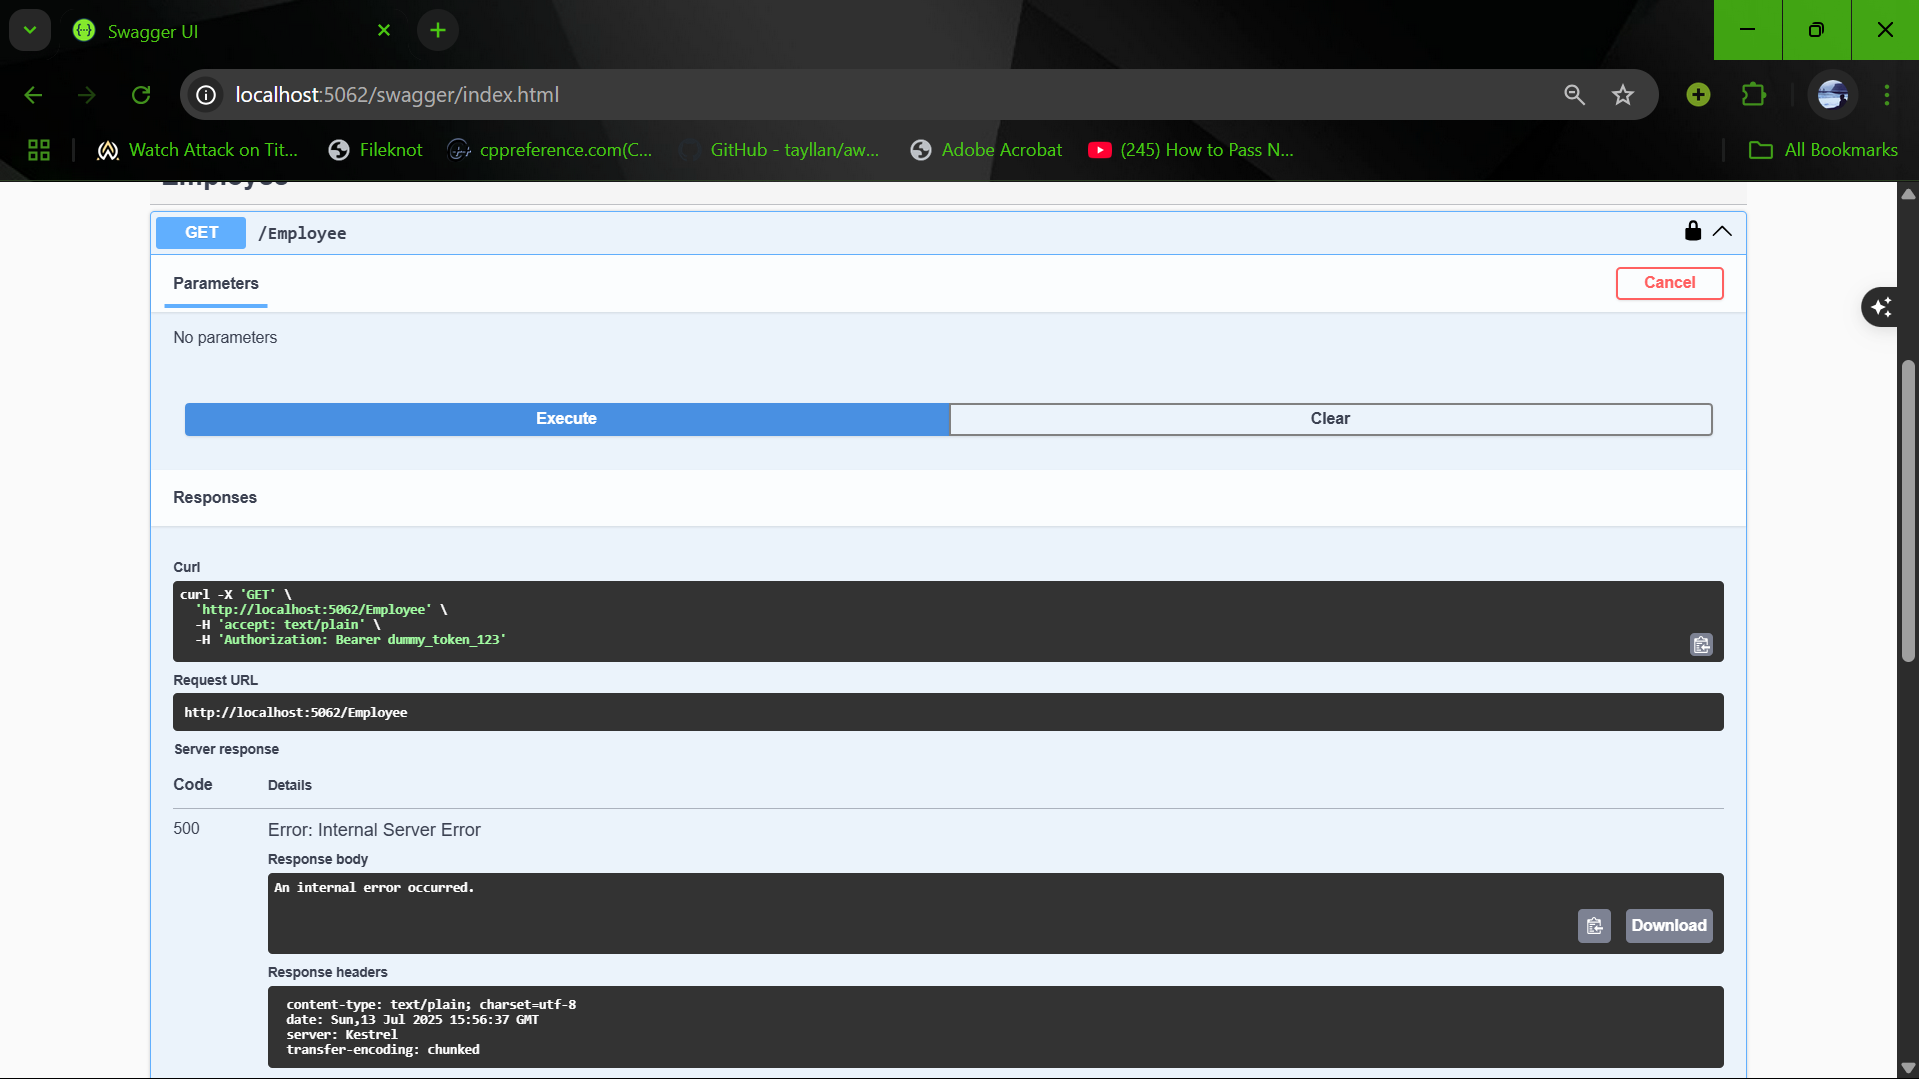 Swagger UI
localhost:5062/swagger/index.html
Watch Attack on Tit...
Fileknot
cppreference.com(C...
GitHub - tayllan/aw...
Adobe Acrobat
(245) How to Pass N...
All Bookmarks
Employee
GET /Employee
Parameters
Cancel
No parameters
Execute
Clear
Responses
Curl
curl -X 'GET' \
'http://localhost:5062/Employee' \
-H 'accept: text/plain' \
-H 'Authorization: Bearer dummy_token_123'
Request URL
http://localhost:5062/Employee
Server response
Code Details
500 Error: Internal Server Error
Response body
An internal error occurred.
Download
Response headers
content-type: text/plain; charset=utf-8
date: Sun,13 Jul 2025 15:56:37 GMT
server: Kestrel
transfer-encoding: chunked